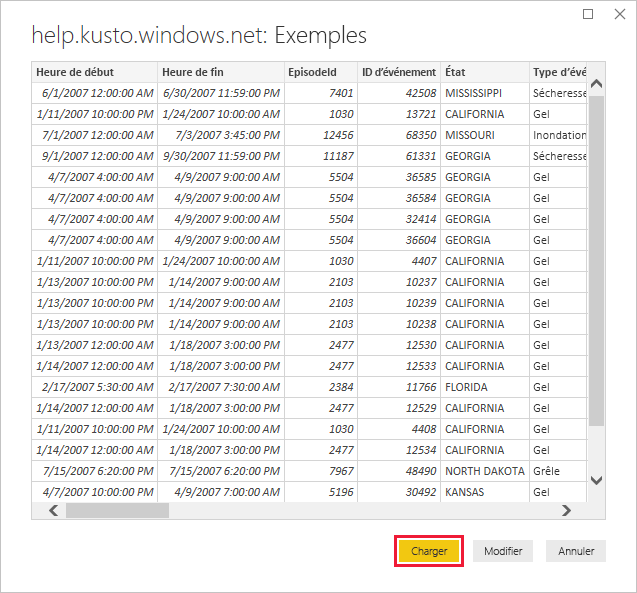 help.kusto.windows.net: Exemples
Heure de début Heure de fin EpisodeId ID d'événement État Type d'évé
6/1/2007 12:00:00 AM 6/30/2007 11:59:00 PM 7401 42508 MISSISSIPPI Sécheresse
1/11/2007 10:00:00 PM 1/24/2007 10:00:00 AM 1030 13721 CALIFORNIA Gel
7/1/2007 12:00:00 AM 7/3/2007 3:45:00 PM 12456 68350 MISSOURI Inondation
9/1/2007 12:00:00 AM 9/30/2007 11:59:00 PM 11187 61331 GEORGIA Sécheresse
4/7/2007 4:00:00 AM 4/9/2007 9:00:00 AM 5504 36585 GEORGIA Gel
4/7/2007 4:00:00 AM 4/9/2007 9:00:00 AM 5504 36584 GEORGIA Gel
4/7/2007 4:00:00 AM 4/9/2007 9:00:00 AM 5504 32414 GEORGIA Gel
4/7/2007 4:00:00 AM 4/9/2007 9:00:00 AM 5504 36604 GEORGIA Gel
1/11/2007 10:00:00 PM 1/24/2007 10:00:00 AM 1030 4407 CALIFORNIA Gel
1/13/2007 10:00:00 PM 1/14/2007 9:00:00 AM 2103 10237 CALIFORNIA Gel
1/13/2007 10:00:00 PM 1/14/2007 9:00:00 AM 2103 10239 CALIFORNIA Gel
1/13/2007 10:00:00 PM 1/14/2007 9:00:00 AM 2103 10238 CALIFORNIA Gel
1/13/2007 12:00:00 AM 1/18/2007 3:00:00 PM 2477 12530 CALIFORNIA Gel
1/14/2007 12:00:00 AM 1/18/2007 3:00:00 PM 2477 12533 CALIFORNIA Gel
2/17/2007 5:30:00 AM 2/17/2007 7:30:00 AM 2384 11766 FLORIDA Gel
1/14/2007 12:00:00 AM 1/18/2007 3:00:00 PM 2477 12529 CALIFORNIA Gel
1/11/2007 10:00:00 PM 1/24/2007 10:00:00 AM 1030 4408 CALIFORNIA Gel
1/14/2007 12:00:00 AM 1/18/2007 3:00:00 PM 2477 12534 CALIFORNIA Gel
7/15/2007 6:20:00 PM 7/15/2007 6:20:00 PM 7967 48490 NORTH DAKOTA Grêle
4/7/2007 10:00:00 PM 4/9/2007 7:00:00 AM 5196 30492 KANSAS Gel
Charger Modifier Annuler